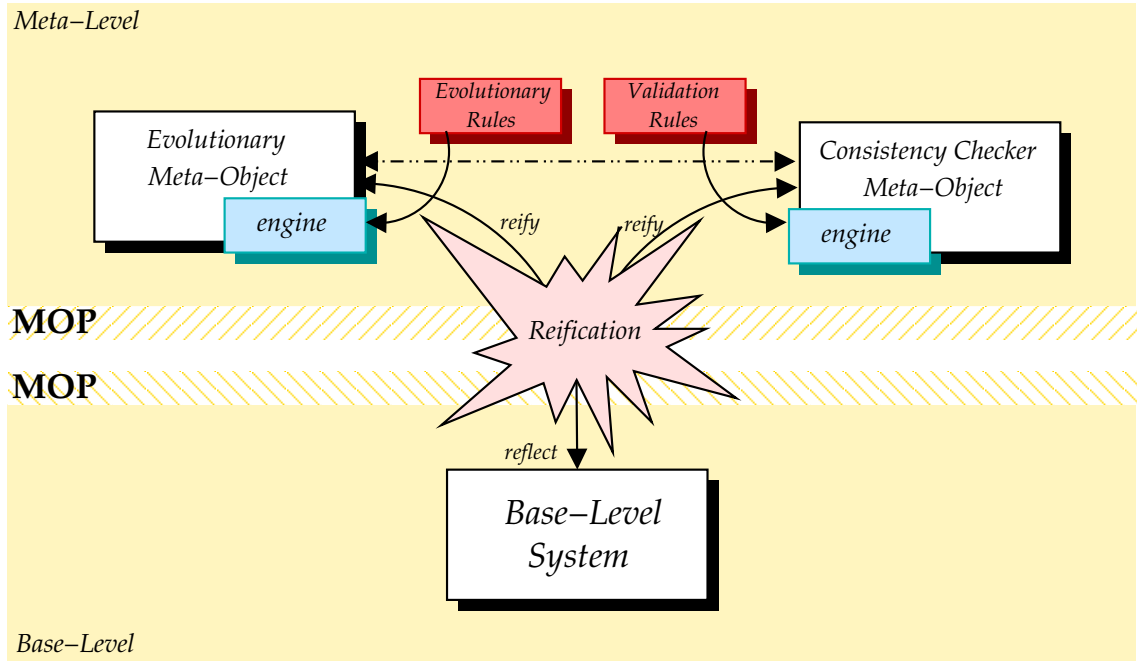 Meta–Level
Evolutionary
Rules
Validation
Rules
Evolutionary
Meta–Object
engine
Consistency Checker
Meta–Object
engine
reify
reify
MOP
Reification
MOP
reflect
Base–Level
System
Base–Level